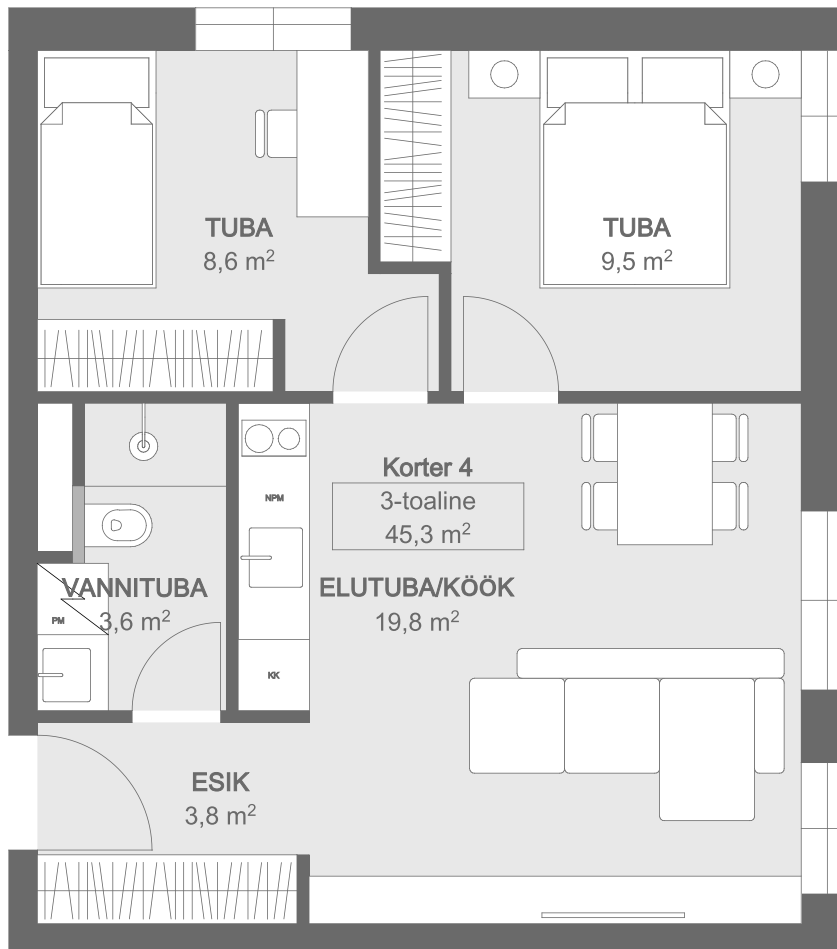 TUBA
8,6 m²
TUBA
9,5 m²
Korter 4
3-toaline
45,3 m²
NPM
VANNITUBA
3,6 m²
PM
ELUTUBA/KÖÖK
19,8 m²
KK
ESIK
3,8 m²